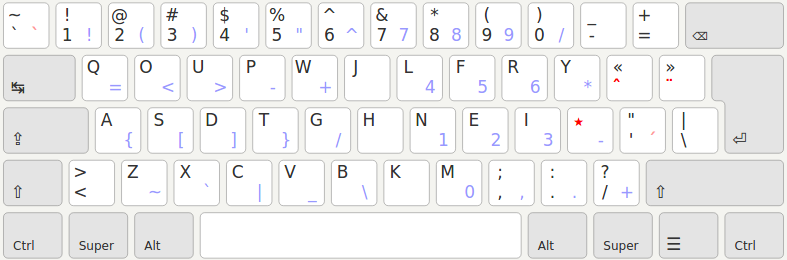 ~ ! @ # $ % ^ & * ( ) _ +
` ` 1 ! 2 ( 3 ) 4 ' 5 " 6 ^ 7 7 8 8 9 9 0 / - = ⌫
↹ Q = O < U > P - W + J L 4 F 5 R 6 Y * « ^ » ¨
⇪ A { S [ D ] T } G / H N 1 E 2 I 3 ★ - " ' ´ | \ ⏎
⇧ > < Z ~ X ` C | V _ B \ K M 0 ; , , : . . ? / + ⇧
Ctrl Super Alt Alt Super ☰ Ctrl